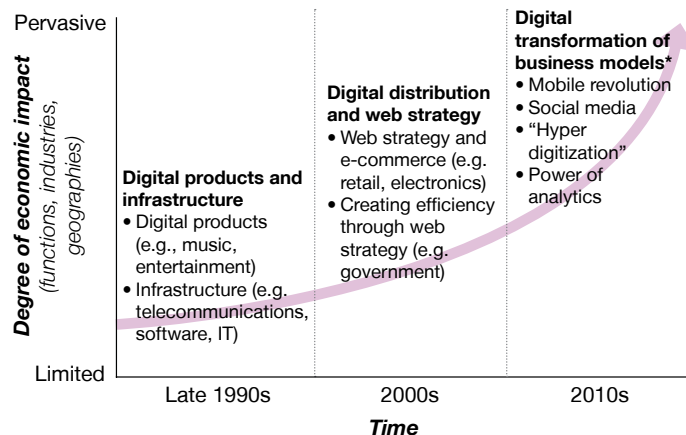 Pervasive
Degree of economic impact
(functions, industries,
geographies)
Limited
Digital products and
infrastructure
• Digital products
(e.g., music,
entertainment)
• Infrastructure (e.g.
telecommunications,
software, IT)
Digital distribution
and web strategy
• Web strategy and
e-commerce (e.g.
retail, electronics)
• Creating efficiency
through web
strategy (e.g.
government)
Digital
transformation of
business models*
• Mobile revolution
• Social media
• “Hyper
digitization”
• Power of
analytics
Late 1990s
2000s
2010s
Time